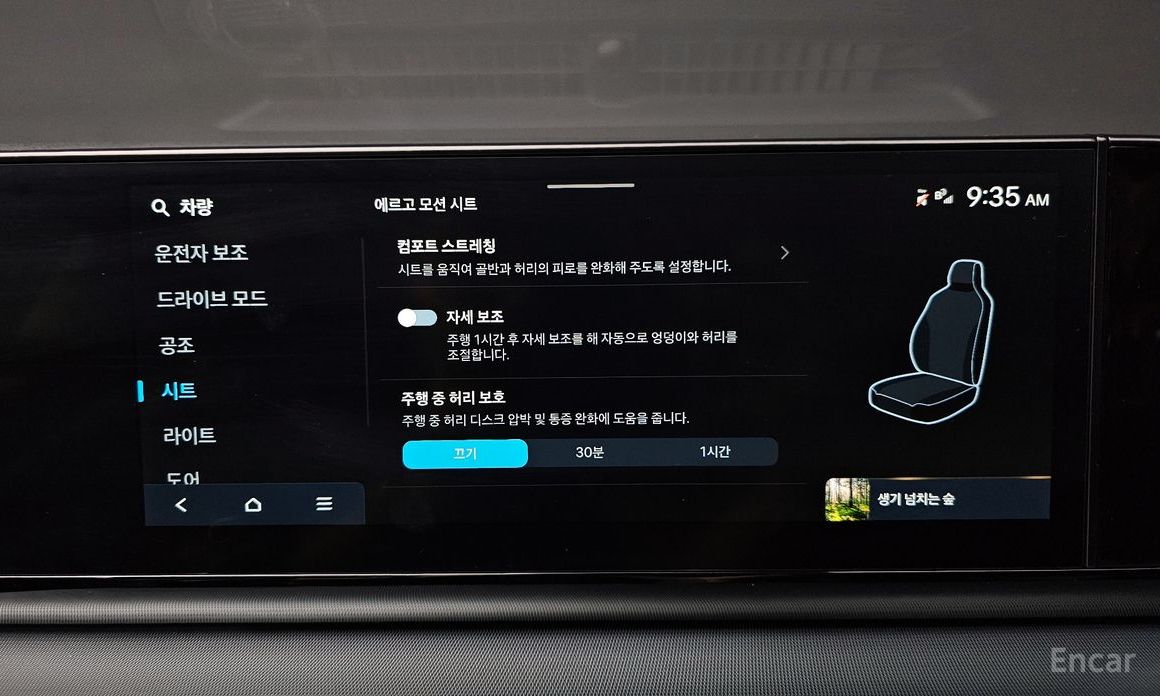 차량
운전자 보조
드라이브 모드
공조
시트
라이트
도어
에르고 모션 시트
컴포트 스트레칭
시트를 움직여 골반과 허리의 피로를 완화해 주도록 설정합니다.
자세 보조
주행 1시간 후 자세 보조를 해 자동으로 엉덩이와 허리를
조절합니다.
주행 중 허리 보호
주행 중 허리 디스크 압박 및 통증 완화에 도움을 줍니다.
끄기 30분 1시간
9:35 AM
생기 넘치는 숲
Encar